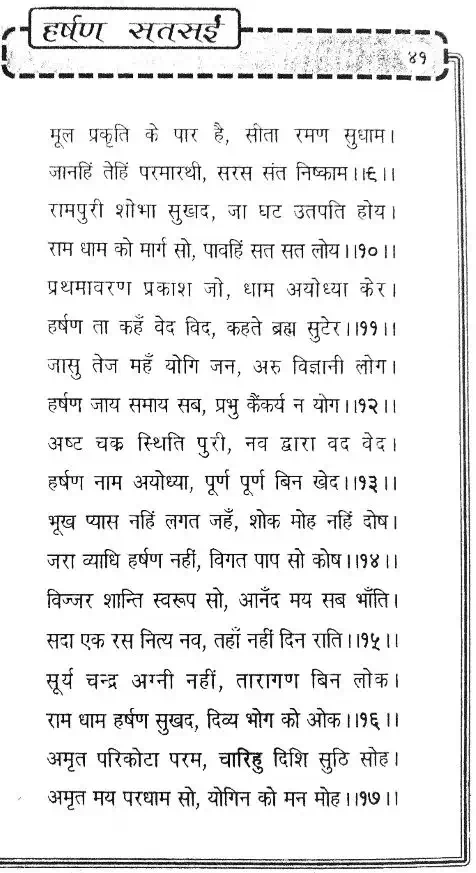 हर्षण सतसई
४१
मूल प्रकृति के पार है, सीता रमण सुधाम।
जानहिं तेहिं परमारथी, सरस संत निष्काम।।६।।
रामपुरी शोभा सुखद, जा घट उतपति होय।
राम धाम को मार्ग सो, पावहिं सत सत लोय।।१०।।
प्रथमावरण प्रकाश जो, धाम अयोध्या केर।
हर्षण ता कहँ वेद विद, कहते ब्रह्म सुटेर।।११।।
जासु तेज महँ योगि जन, अरु विज्ञानी लोग।
हर्षण जाय समाय सब, प्रभु कैंकर्य न योग।।१२।।
अष्ट चक्र स्थिति पुरी, नव द्वारा वद वेद।
हर्षण नाम अयोध्या, पूर्ण पूर्ण बिन खेद।।१३।।
भूख प्यास नहिं लगत जहँ, शोक मोह नहिं दोष।
जरा व्याधि हर्षण नहीं, विगत पाप सो कोष।।१४।।
विज्जर शान्ति स्वरूप सो, आनँद मय सब भाँति।
सदा एक रस नित्य नव, तहाँ नहीं दिन राति।।१५।।
सूर्य चन्द्र अग्नी नहीं, तारागण बिन लोक।
राम धाम हर्षण सुखद, दिव्य भोग को ओक।।१६।।
अमृत परिकोटा परम, चारिहु दिशि सुठि सोह।
अमृत मय परधाम सो, योगिन को मन मोह।।१७।।